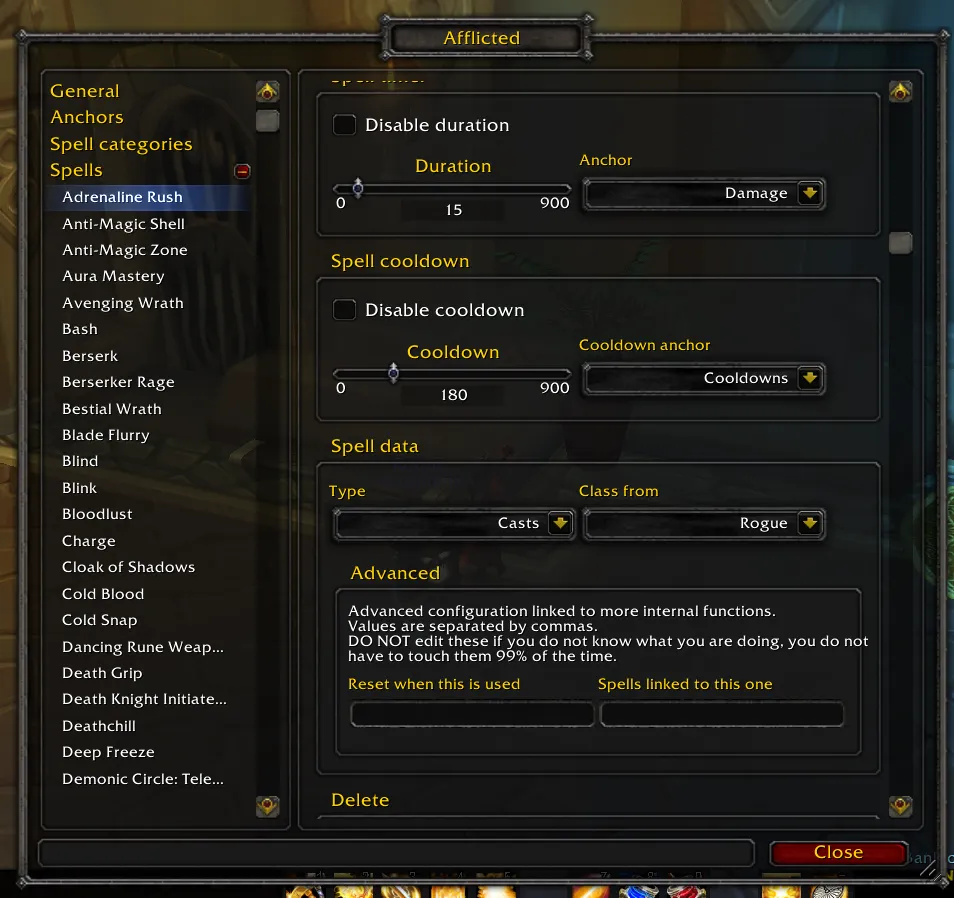 Afflicted
General
Anchors
Spell categories
Spells
Adrenaline Rush
Anti-Magic Shell
Anti-Magic Zone
Aura Mastery
Avenging Wrath
Bash
Berserk
Berserker Rage
Bestial Wrath
Blade Flurry
Blind
Blink
Bloodlust
Charge
Cloak of Shadows
Cold Blood
Cold Snap
Dancing Rune Weap...
Death Grip
Death Knight Initiate...
Deathchill
Deep Freeze
Demonic Circle: Tele...
Disable duration
Duration
Anchor
0 15 900
Damage
Spell cooldown
Disable cooldown
Cooldown
Cooldown anchor
0 180 900
Cooldowns
Spell data
Type
Class from
Casts
Rogue
Advanced
Advanced configuration linked to more internal functions.
Values are separated by commas.
DO NOT edit these if you do not know what you are doing, you do not
have to touch them 99% of the time.
Reset when this is used
Spells linked to this one
Delete
Close